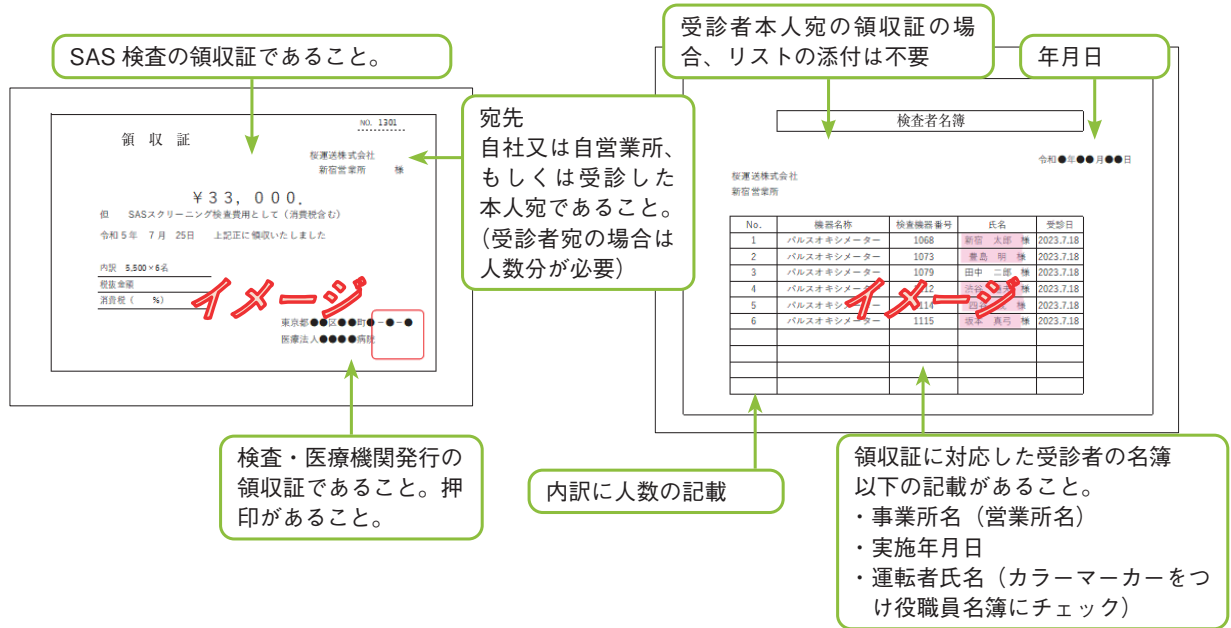 SAS 検査の領収証であること。
受診者本人宛の領収証の場
合、リストの添付は不要
年月日
NO. 1301
領 収 証
桜運送株式会社
新宿営業所 様
￥33,000.
但 SASスクリーニング検査費用として（消費税含む）
令和5年 7月 25日 上記正に領収いたしました
内訳 5,500×6名
税抜金額
消費税（ %）
イメージ
東京都●●区●●町●－●－●
医療法人●●●●病院
宛先
自社又は自営業所、
もしくは受診した
本人宛であること。
（受診者宛の場合は
人数分が必要）
検査者名簿
令和●年●●月●●日
桜運送株式会社
新宿営業所
No. 機器名称 検査機器番号 氏名 受診日
1 パルスオキシメーター 1068 新宿 太郎 様 2023.7.18
2 パルスオキシメーター 1073 豊島 明 様 2023.7.18
3 パルスオキシメーター 1079 田中 二郎 様 2023.7.18
4 パルスオキシメーター 様 2023.7.18
5 パルスオキシメーター 1114 様 2023.7.18
6 パルスオキシメーター 1115 坂本 真弓 様 2023.7.18
イメージ
検査・医療機関発行の
領収証であること。押
印があること。
内訳に人数の記載
領収証に対応した受診者の名簿
以下の記載があること。
・事業所名（営業所名）
・実施年月日
・運転者氏名（カラーマーカーをつ
け役職員名簿にチェック）